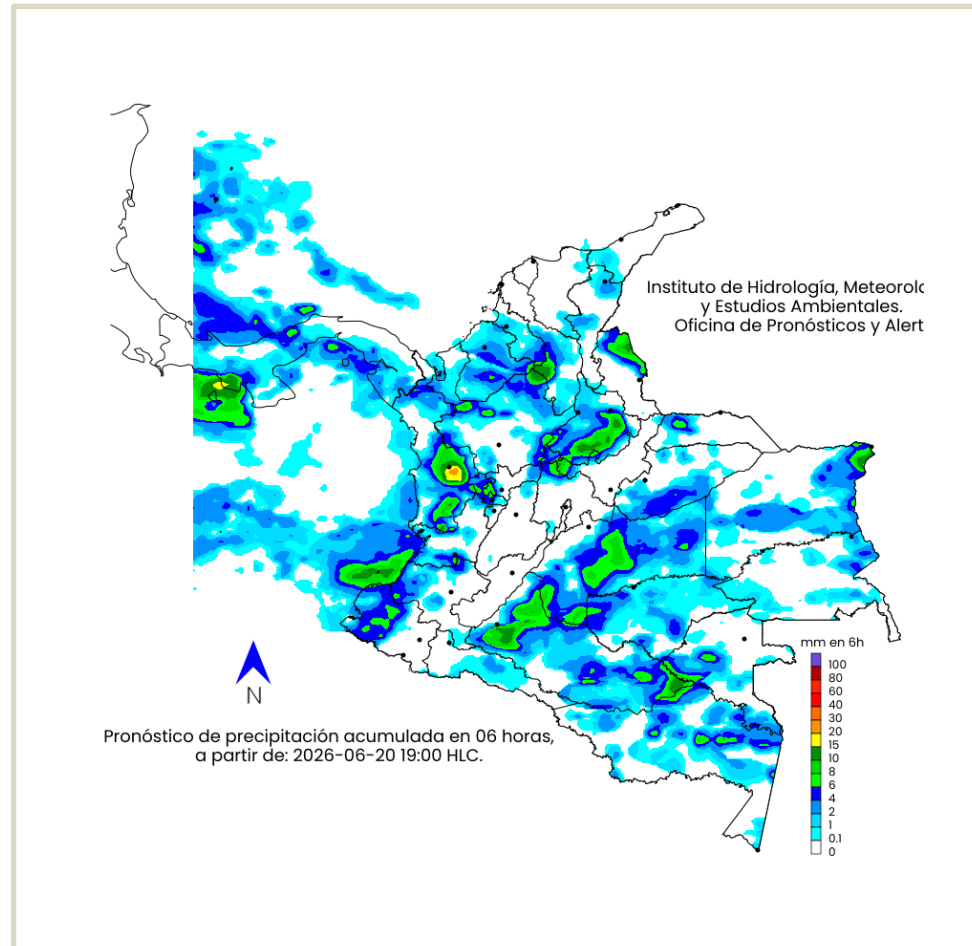 Instituto de Hidrología, Meteorolo
y Estudios Ambientales.
Oficina de Pronósticos y Alert
mm en 6h
100
80
60
40
30
20
15
10
8
6
4
2
1
0.1
0
N
Pronóstico de precipitación acumulada en 06 horas,
a partir de: 2026-06-20 19:00 HLC.